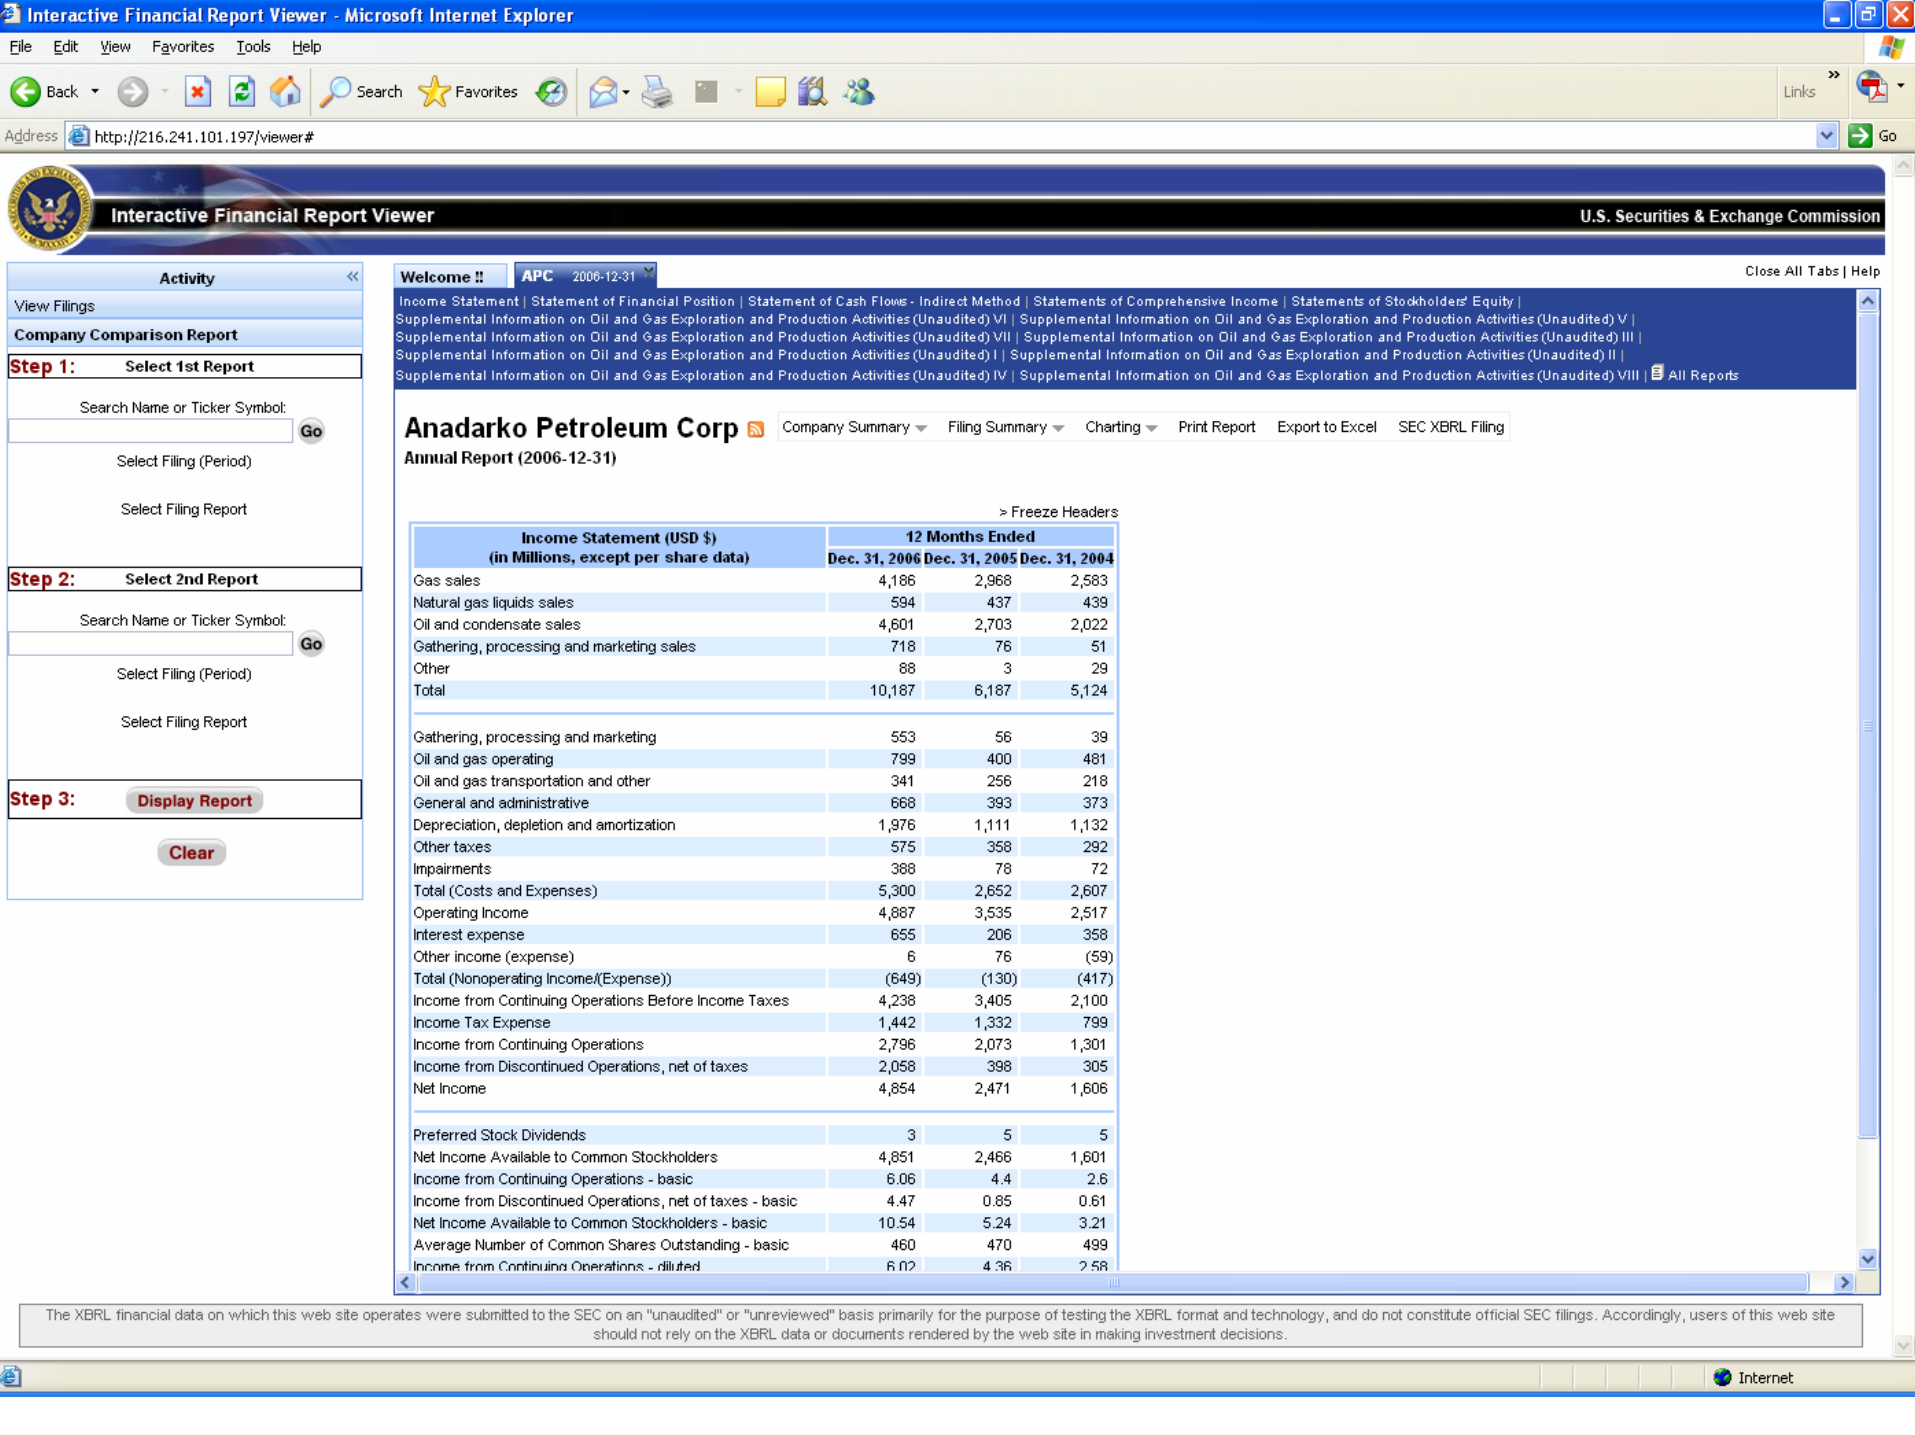 Interactive Financial Report Viewer - Microsoft Internet Explorer
File Edit View Favorites Tools Help
Back Search Favorites Links »
Address http://216.241.101.197/viewer# Go
Interactive Financial Report Viewer U.S. Securities & Exchange Commission
Activity «
View Filings
Company Comparison Report
Step 1: Select 1st Report
Search Name or Ticker Symbol:
Go
Select Filing (Period)
Select Filing Report
Step 2: Select 2nd Report
Search Name or Ticker Symbol:
Go
Select Filing (Period)
Select Filing Report
Step 3: Display Report
Clear
Welcome !! APC 2006-12-31 Close All Tabs | Help
Income Statement | Statement of Financial Position | Statement of Cash Flows - Indirect Method | Statements of Comprehensive Income | Statements of Stockholders' Equity |
Supplemental Information on Oil and Gas Exploration and Production Activities (Unaudited) VI | Supplemental Information on Oil and Gas Exploration and Production Activities (Unaudited) V |
Supplemental Information on Oil and Gas Exploration and Production Activities (Unaudited) VII | Supplemental Information on Oil and Gas Exploration and Production Activities (Unaudited) III |
Supplemental Information on Oil and Gas Exploration and Production Activities (Unaudited) I | Supplemental Information on Oil and Gas Exploration and Production Activities (Unaudited) II |
Supplemental Information on Oil and Gas Exploration and Production Activities (Unaudited) IV | Supplemental Information on Oil and Gas Exploration and Production Activities (Unaudited) VIII | All Reports
Anadarko Petroleum Corp Company Summary Filing Summary Charting Print Report Export to Excel SEC XBRL Filing
Annual Report (2006-12-31)
> Freeze Headers
Income Statement (USD $) 12 Months Ended
(in Millions, except per share data) Dec. 31, 2006 Dec. 31, 2005 Dec. 31, 2004
Gas sales 4,186 2,968 2,583
Natural gas liquids sales 594 437 439
Oil and condensate sales 4,601 2,703 2,022
Gathering, processing and marketing sales 718 76 51
Other 88 3 29
Total 10,187 6,187 5,124
Gathering, processing and marketing 553 56 39
Oil and gas operating 799 400 481
Oil and gas transportation and other 341 256 218
General and administrative 668 393 373
Depreciation, depletion and amortization 1,976 1,111 1,132
Other taxes 575 358 292
Impairments 388 78 72
Total (Costs and Expenses) 5,300 2,652 2,607
Operating Income 4,887 3,535 2,517
Interest expense 655 206 358
Other income (expense) 6 76 (59)
Total (Nonoperating Income/(Expense)) (649) (130) (417)
Income from Continuing Operations Before Income Taxes 4,238 3,405 2,100
Income Tax Expense 1,442 1,332 799
Income from Continuing Operations 2,796 2,073 1,301
Income from Discontinued Operations, net of taxes 2,058 398 305
Net Income 4,854 2,471 1,606
Preferred Stock Dividends 3 5 5
Net Income Available to Common Stockholders 4,851 2,466 1,601
Income from Continuing Operations - basic 6.06 4.4 2.6
Income from Discontinued Operations, net of taxes - basic 4.47 0.85 0.61
Net Income Available to Common Stockholders - basic 10.54 5.24 3.21
Average Number of Common Shares Outstanding - basic 460 470 499
Income from Continuing Operations - diluted 6.02 4.36 2.58
The XBRL financial data on which this web site operates were submitted to the SEC on an "unaudited" or "unreviewed" basis primarily for the purpose of testing the XBRL format and technology, and do not constitute official SEC filings. Accordingly, users of this web site
should not rely on the XBRL data or documents rendered by the web site in making investment decisions.
Internet